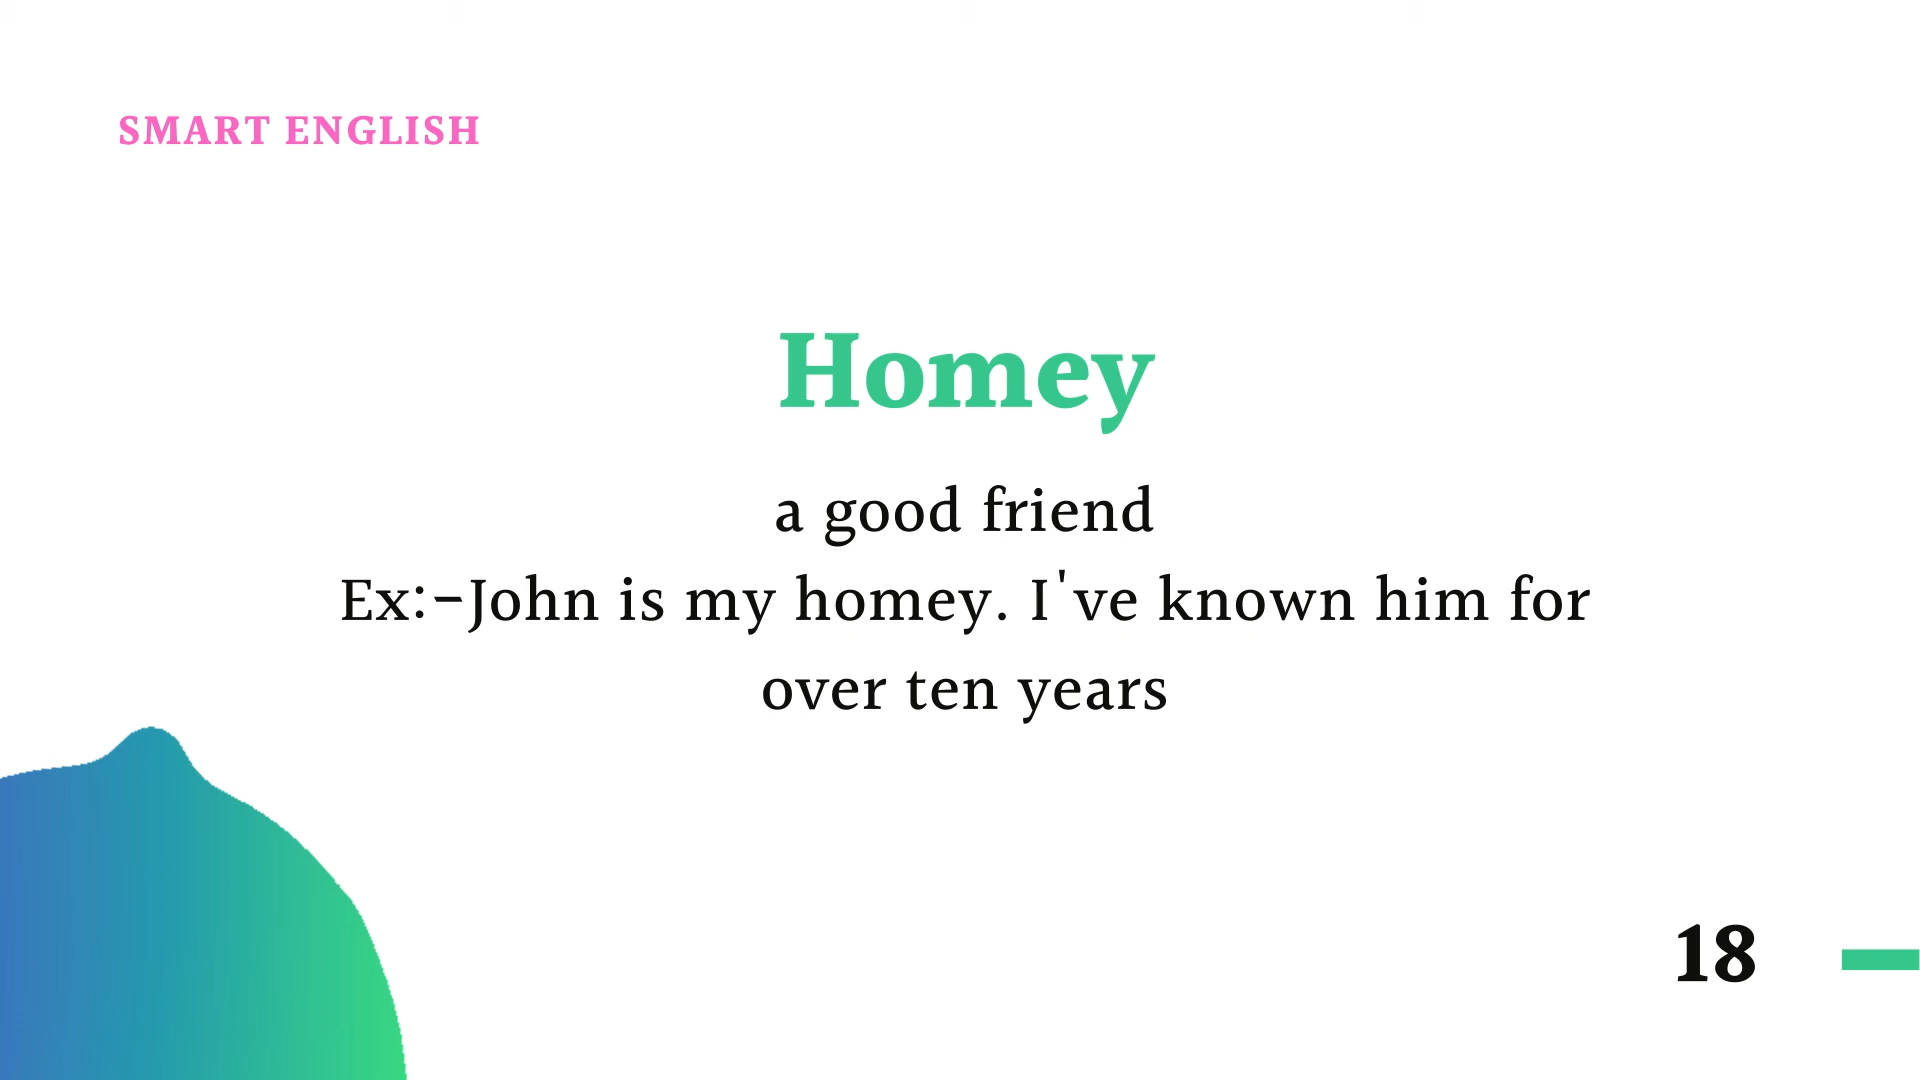 SMART ENGLISH
Homey
a good friend
Ex:-John is my homey. I've known him for
over ten years
18